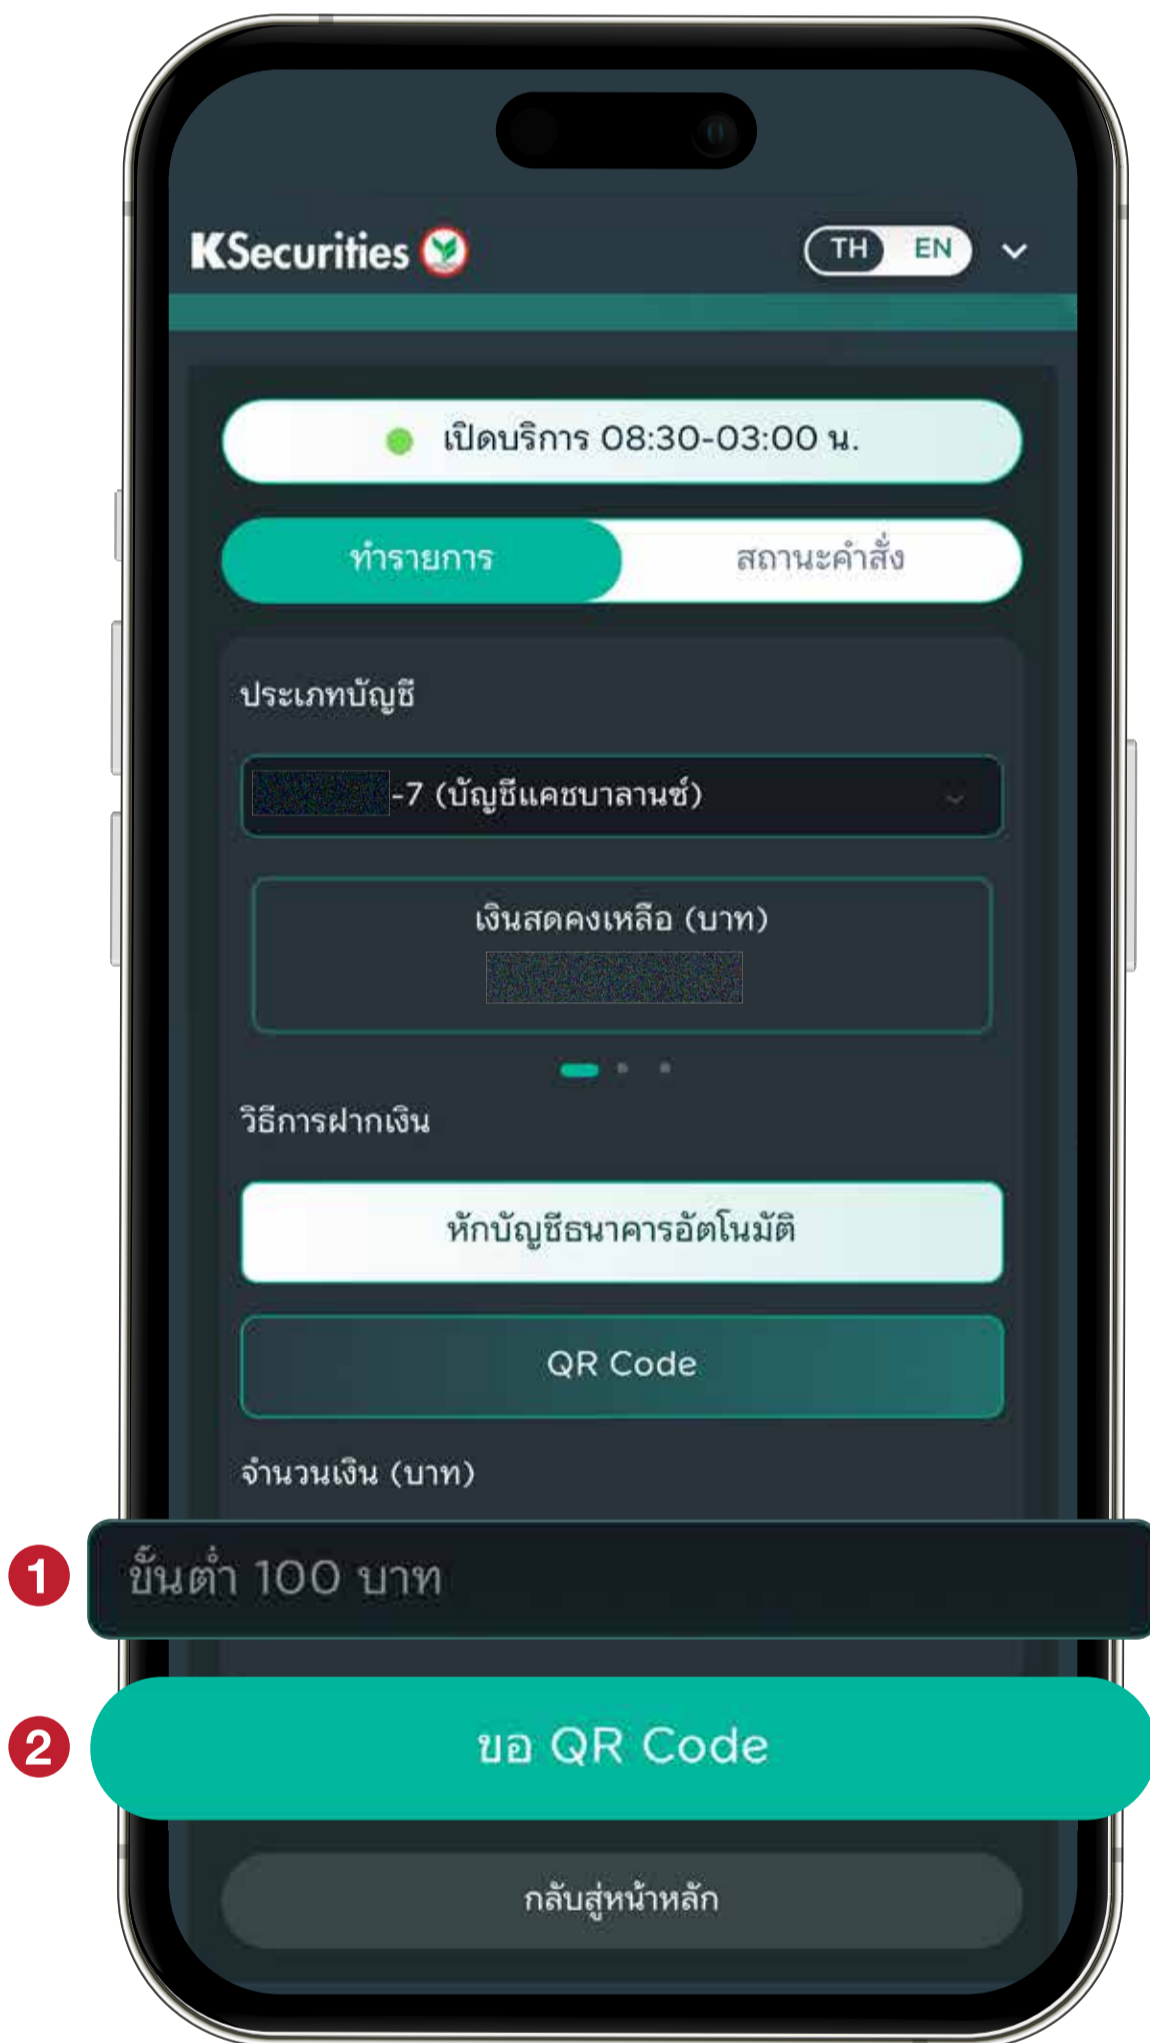 KSecurities
TH EN
เปิดบริการ 08:30-03:00 น.
ทำรายการ
สถานะคำสั่ง
ประเภทบัญชี
-7 (บัญชีแคชบาลานซ์)
เงินสดคงเหลือ (บาท)
วิธีการฝากเงิน
หักบัญชีธนาคารอัตโนมัติ
QR Code
จำนวนเงิน (บาท)
1 ขั้นต่ำ 100 บาท
2 ขอ QR Code
กลับสู่หน้าหลัก